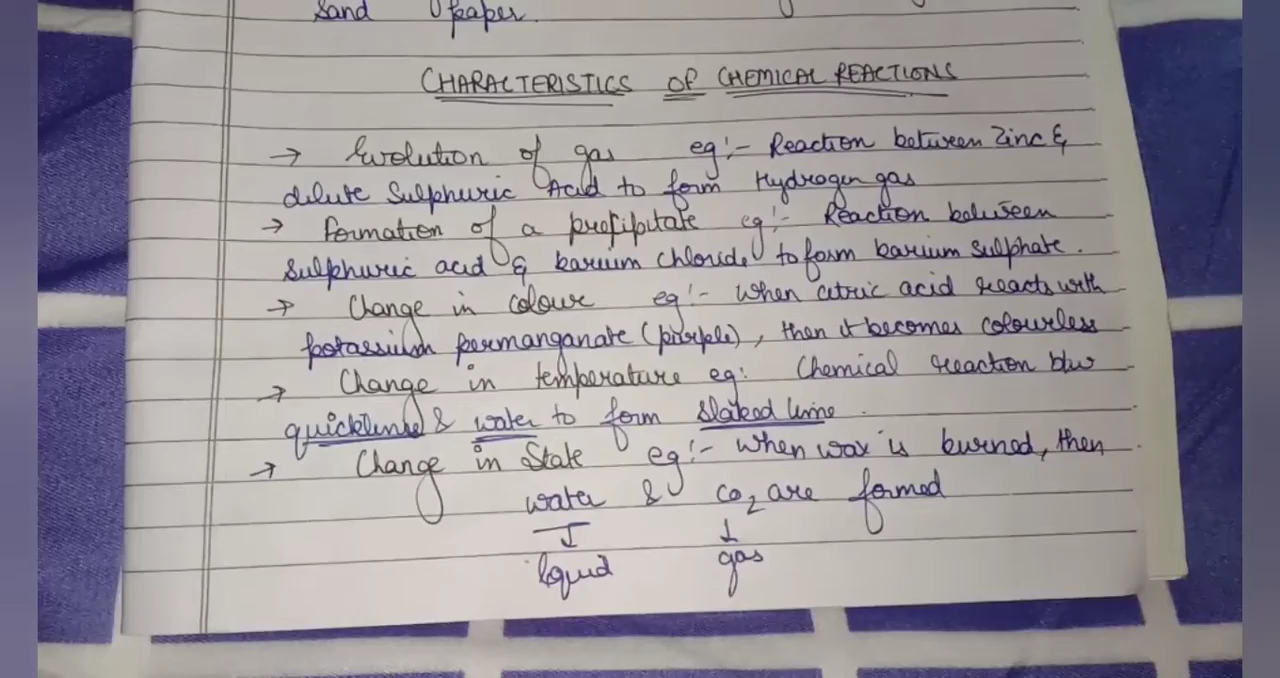 Sand paper.
CHARACTERISTICS OF CHEMICAL REACTIONS
→ Evolution of gas eg:- Reaction between Zinc &
dilute Sulphuric Acid to form Hydrogen gas
→ Formation of a precipitate eg:- Reaction between
sulphuric acid & barium chloride to form barium sulphate.
→ Change in colour eg:- when citric acid reacts with
potassium permanganate (purple), then it becomes colourless
→ Change in temperature eg: Chemical reaction btw
quicklime & water to form slaked lime.
→ Change in State eg:- when wax is burned, then
water & CO2 are formed
↓ ↓
liquid gas